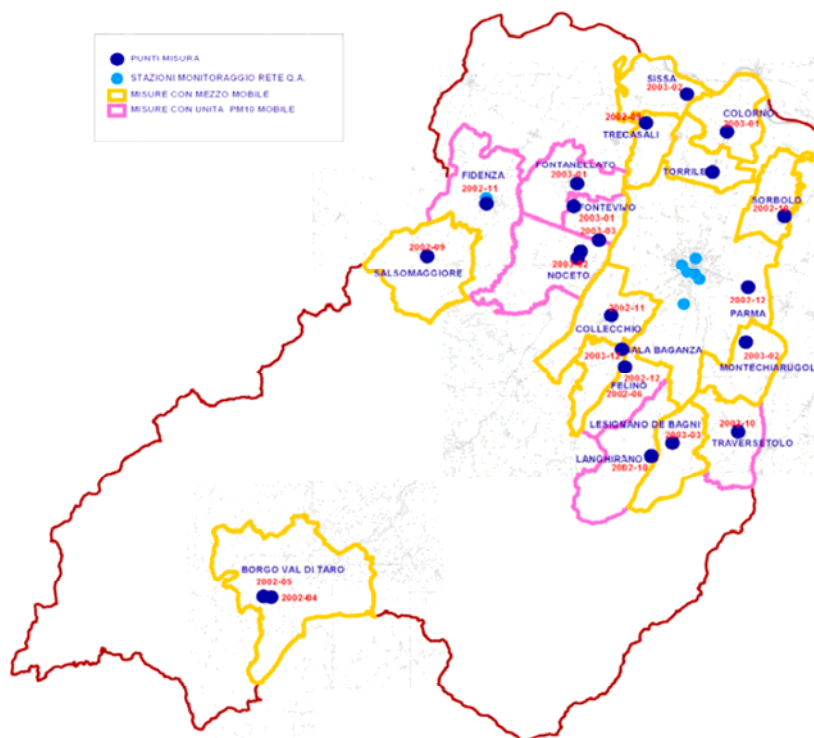 PUNTI MISURA
STAZIONI MONITORAGGIO RETE Q.A.
MISURE CON MEZZO MOBILE
MISURE CON UNITA PM10 MOBILE
SISSA
2003-02
COLORNO
2003-01
TRECASALI
FONTANELLATO
2003-01
TORRILE
FIDENZA
2002-11
FONTEVIVO
2003-01
SORBOLO
2003-03
2002-09
SALSOMAGGIORE
NOCETO
2002-11
COLLECCHIO
2002-12
PARMA
ALA BAGANZA
2003-02
MONTECHIARUGOL
2002-12
FELINO
2002-06
LESIGNANO DE BAGNI
2003-03
TRAVERSETOLO
LANGHIRANO
2002-10
BORGO VAL DI TARO
2002-05
2002-04